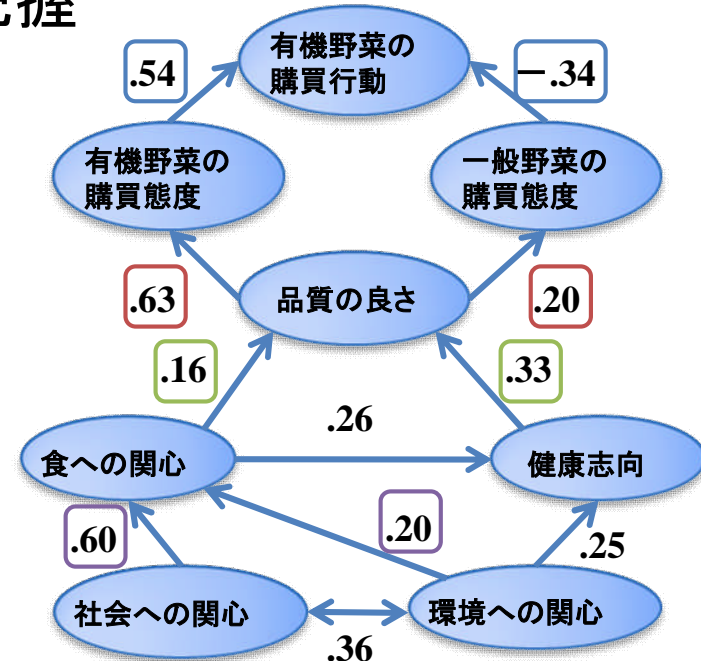 握
有機野菜の
購買行動
.54
－.34
有機野菜の
購買態度
一般野菜の
購買態度
品質の良さ
.63
.20
.16
.33
.26
食への関心
健康志向
.60
.20
.25
社会への関心
環境への関心
.36